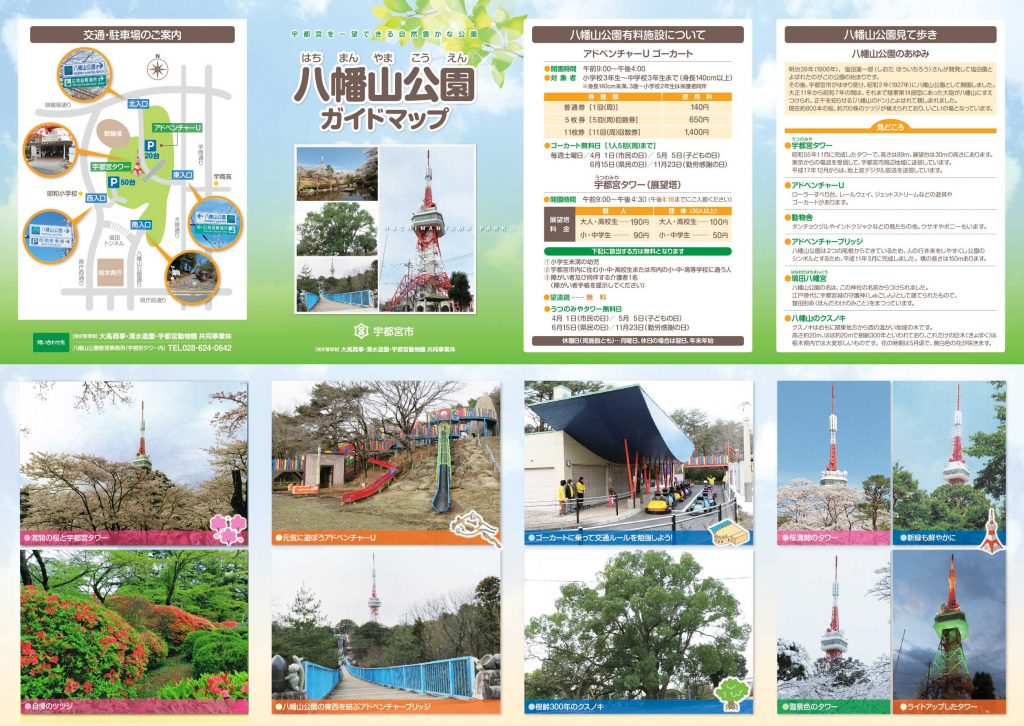 交通・駐車場のご案内
八幡山公園
競輪場通り
北入口
競輪場
アドベンチャーU
P
20台
宇都宮タワー
P
50台
東入口
宇商通り
宇商高
昭和小学校
西入口
南入口
塙田
トンネル
大通り
県庁西通り
栃木県庁
八幡山公園通り
県庁前通り
問い合わせ先
[指定管理者] 大高商事・清水造園・宇都宮動物園 共同事業体
八幡山公園管理事務所(宇都宮タワー内) TEL028-624-0642
宇都宮を一望できる自然豊かな公園
はち まん やま こう えん
八幡山公園
ガイドマップ
HACHIMANYAMA PARK
宇都宮市
[指定管理者] 大高商事・清水造園・宇都宮動物園 共同事業体
八幡山公園有料施設について
アドベンチャーU ゴーカート
●開園時間 午前9:00〜午後4:00
●対象者 小学校3年生〜中学校3年生まで(身長140cm以上)
※身長140cm未満、3歳〜小学校2年生は保護者同伴
券種別 使用料
普通券 [1回(周)] 140円
5枚券 [5回(周)回数券] 650円
11枚券 [11回(周)回数券] 1,400円
●ゴーカート無料日 [1人5回(周)まで]
毎週土曜日/ 4月 1日(市民の日)/ 5月 5日(子どもの日)
6月15日(県民の日)/11月23日(勤労感謝の日)
うつのみや
宇都宮タワー(展望塔)
●開館時間 午前9:00〜午後4:30(午後4:15までにご入館ください)
展望塔料金
個人 団体(30人以上)
大人・高校生……190円 大人・高校生……100円
小・中学生……… 90円 小・中学生……… 50円
下記に該当する方は無料となります
①小学生未満の幼児
②宇都宮市内に住む小・中・高校生または市内の小・中・高等学校に通う人
③障がい者及び同伴する介護者1名
(障がい者手帳を提示してください)
●望遠鏡……無 料
●うつのみやタワー無料開放日
4月 1日(市民の日)/ 5月 5日(子どもの日)
6月15日(県民の日)/11月23日(勤労感謝の日)
休園日(両施設とも)…月曜日、休日の場合は翌日、年末年始
八幡山公園見て歩き
八幡山公園のあゆみ
明治39年(1906年)、塩田豊一郎(しおだ ほういちろう)さんが開発して塩田園と
よばれたのがこの公園の始まりです。
その後、宇都宮市がゆずり受け、昭和2年(1927年)に八幡山公園として開園しました。
大正11年から昭和7年の間は、それまで陸軍第14師団にあった大砲が八幡山にすえ
つけられ、正午を知らせる「八幡山のドン」とよばれて親しまれました。
現在約800本の桜、約700株のツツジが植えられており、いこいの場となっています。
見どころ
うつのみや
●宇都宮タワー
昭和55年11月に完成したタワーで、高さは89m、展望台は30mの高さにあります。
東京からの電波を受信して、宇都宮市周辺地域に送信しています。
平成17年12月からは、地上波デジタル放送を送信しています。
●アドベンチャーU
ローラーすべり台、レールウェイ、ジェットストリームなどの遊具や
ゴーカートがあります。
●動物舎
タンチョウヅルやインドクジャクなどの鳥たちの他、ウサギやポニーもいます。
●アドベンチャーブリッジ
八幡山公園は2つの尾根からできているため、人の行き来をしやすくし公園の
シンボルとするため、平成11年3月に完成しました。橋の長さは150mあります。
●塙田八幡宮
八幡山公園の名は、この神社の名前からつけられました。
江戸時代に宇都宮城の守護神(しゅごしん)として建てられたもので、
誉田別命(ほんだわけのみこと)をまつっています。
●八幡山のクスノキ
クスノキはおもに関東地方から西の温かい地域の木です。
高さ約20m、はば約20mで樹齢300年といわれており、これだけの巨木(きょぼく)は
栃木県内では大変珍しいものです。花の時期は5月頃で、黄白色の花が咲きます。
●満開の桜と宇都宮タワー
●元気に遊ぼうアドベンチャーU
●ゴーカートに乗って交通ルールを勉強しよう!
●桜満開のタワー
●新緑も鮮やかに
●自慢のツツジ
●八幡山公園の東西を結ぶアドベンチャーブリッジ
●樹齢300年のクスノキ
●雪景色のタワー
●ライトアップしたタワー